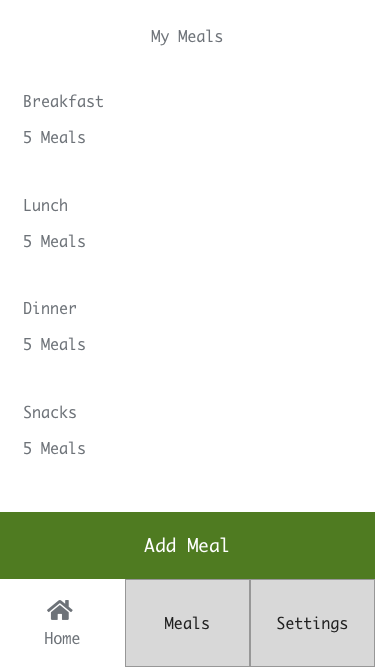 My Meals
Breakfast
5 Meals
Lunch
5 Meals
Dinner
5 Meals
Snacks
5 Meals
Add Meal
Home
Meals
Settings